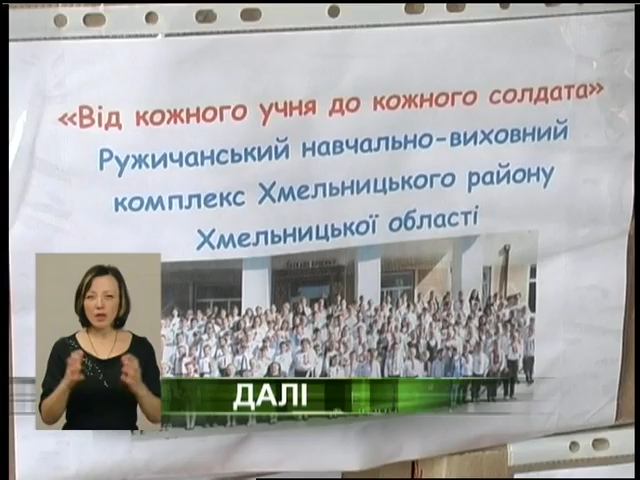 «Від кожного учня до кожного солдата»
Ружичанський навчально-виховний
комплекс Хмельницького району
Хмельницької області
ДАЛІ